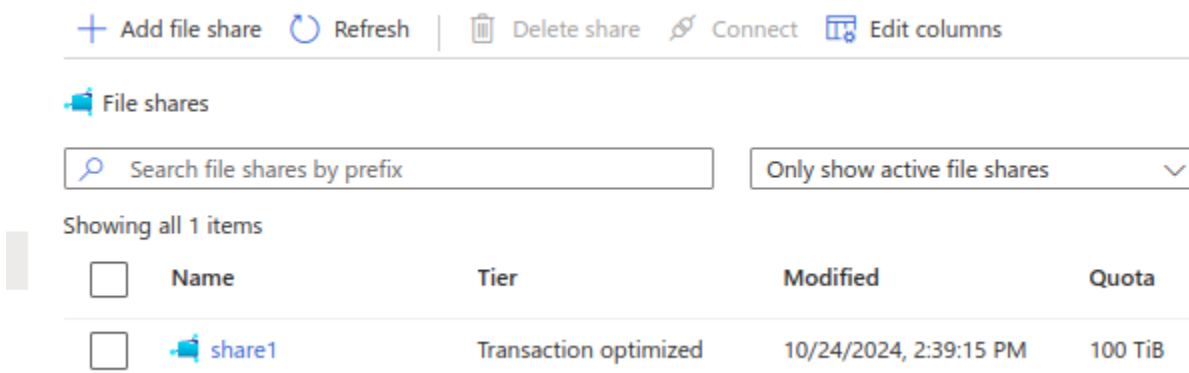 Add file share Refresh Delete share Connect Edit columns
File shares
Search file shares by prefix Only show active file shares
Showing all 1 items
Name Tier Modified Quota
share1 Transaction optimized 10/24/2024, 2:39:15 PM 100 TiB